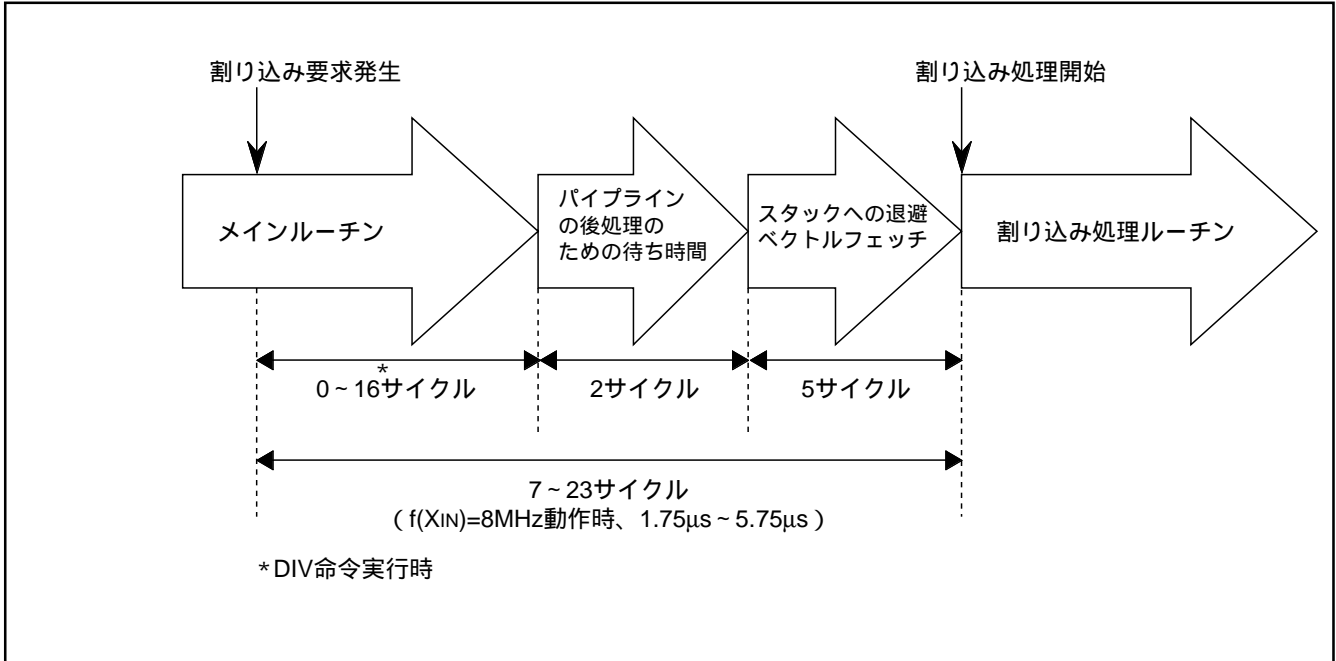 割り込み要求発生
割り込み処理開始
メインルーチン
パイプライン
の後処理の
ための待ち時間
スタックへの退避
ベクトルフェッチ
割り込み処理ルーチン
*
0~16サイクル
2サイクル
5サイクル
7~23サイクル
(f(XIN)=8MHz動作時、1.75μs~5.75μs)
*DIV命令実行時